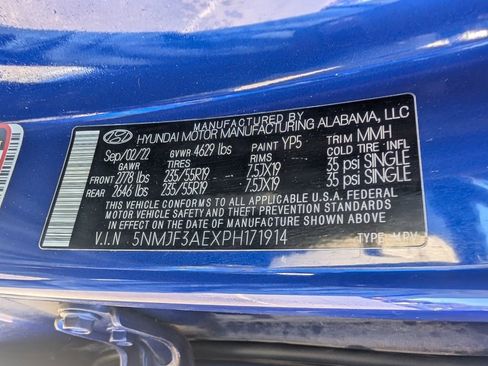 MANUFACTURED BY
HYUNDAI MOTOR MANUFACTURING ALABAMA, LLC
Sep/02/22 GVWR 4629 lbs PAINT YP5 TRIM MMH
TIRES RIMS COLD TIRE INFL
FRONT 2778 lbs 235/55R19 7.5JX19 35 psi SINGLE
REAR 2646 lbs 235/55R19 7.5JX19 35 psi SINGLE
THIS VEHICLE CONFORMS TO ALL APPLICABLE U.S.A. FEDERAL
MOTOR VEHICLE SAFETY AND THEFT PREVENTION STANDARDS
IN EFFECT ON THE DATE OF MANUFACTURE SHOWN ABOVE
V.I.N 5NMJF3AEXPH171914 TYPE: MPV